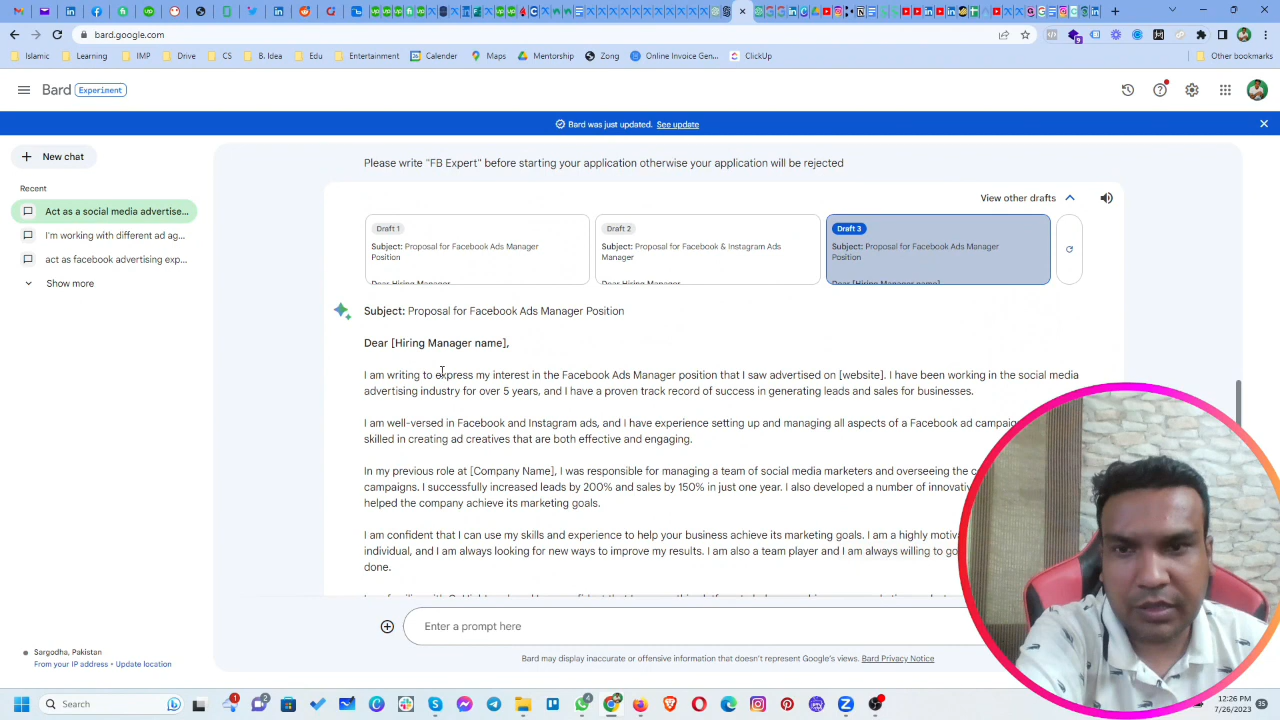 bard.google.com
Islamic Learning IMP Drive CS B. Idea Edu Entertainment Calender Maps Mentorship Zong Online Invoice Gen... ClickUp Other bookmarks
Bard Experiment
Bard was just updated. See update
New chat
Recent
Act as a social media advertise...
I'm working with different ad ag...
act as facebook advertising exp...
Show more
Please write "FB Expert" before starting your application otherwise your application will be rejected
View other drafts
Draft 1
Subject: Proposal for Facebook Ads Manager
Position
Dear Hiring Manager
Draft 2
Subject: Proposal for Facebook & Instagram Ads
Manager
Dear Hiring Manager
Draft 3
Subject: Proposal for Facebook Ads Manager
Position
Dear [Hiring Manager name]
Subject: Proposal for Facebook Ads Manager Position
Dear [Hiring Manager name],
I am writing to express my interest in the Facebook Ads Manager position that I saw advertised on [website]. I have been working in the social media
advertising industry for over 5 years, and I have a proven track record of success in generating leads and sales for businesses.
I am well-versed in Facebook and Instagram ads, and I have experience setting up and managing all aspects of a Facebook ad
skilled in creating ad creatives that are both effective and engaging.
In my previous role at [Company Name], I was responsible for managing a team of social media marketers and overseeing the
campaigns. I successfully increased leads by 200% and sales by 150% in just one year. I also developed a number of
helped the company achieve its marketing goals.
I am confident that I can use my skills and experience to help your business achieve its marketing goals. I am a highly
individual, and I am always looking for new ways to improve my results. I am also a team player and I am always willing to
done.
Enter a prompt here
Bard may display inaccurate or offensive information that doesn't represent Google's views. Bard Privacy Notice
Sargodha, Pakistan
From your IP address • Update location
Search
12:26 PM
7/26/2023